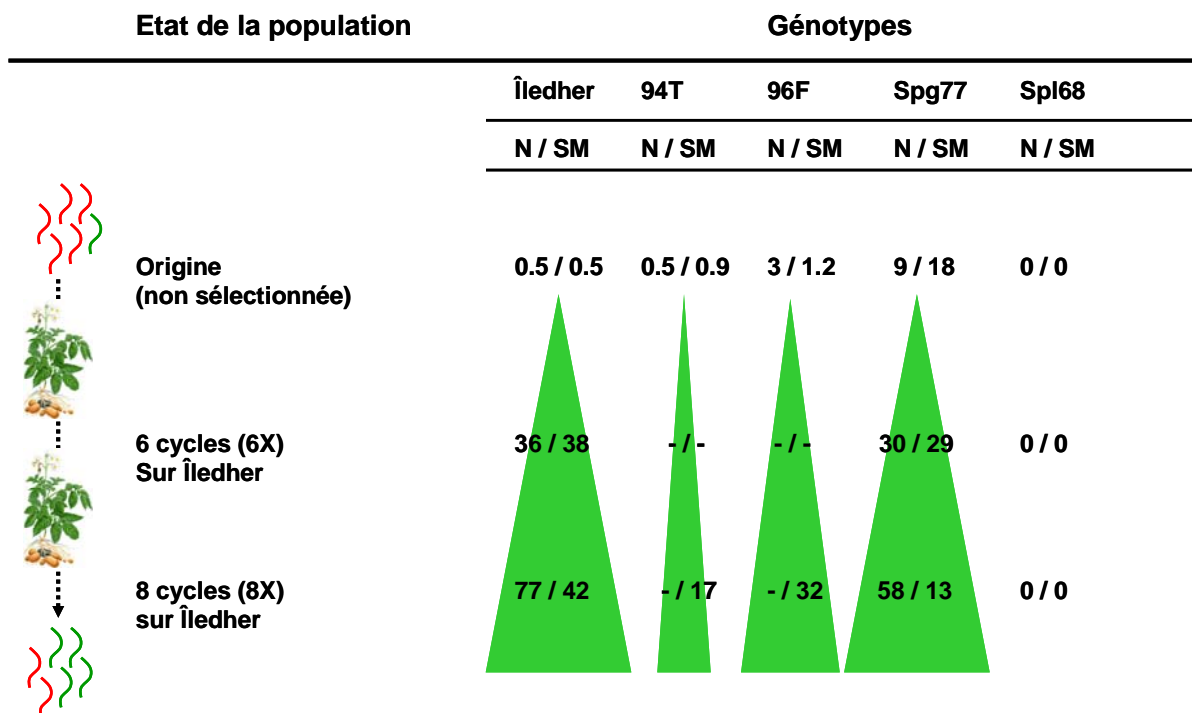 Etat de la population Génotypes
Îledher 94T 96F Spg77 Spl68
N / SM N / SM N / SM N / SM N / SM
Origine 0.5 / 0.5 0.5 / 0.9 3 / 1.2 9 / 18 0 / 0
(non sélectionnée)
6 cycles (6X) 36 / 38 - / - - / - 30 / 29 0 / 0
Sur Îledher
8 cycles (8X) 77 / 42 - / 17 - / 32 58 / 13 0 / 0
sur Îledher